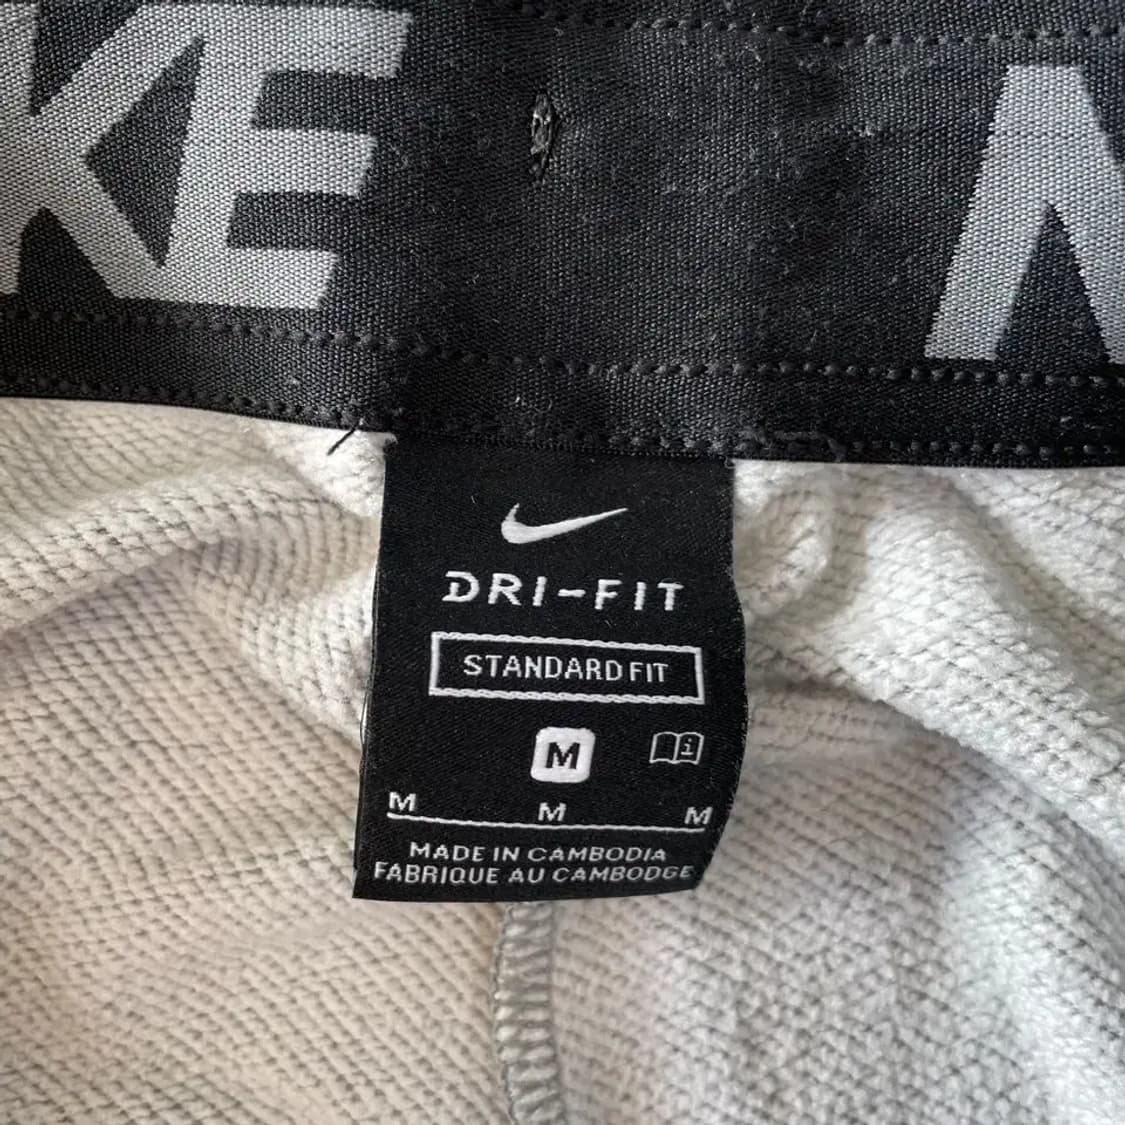 KE N
DRI-FIT
STANDARD FIT
M
i
M M M
MADE IN CAMBODIA
FABRIQUE AU CAMBODGE